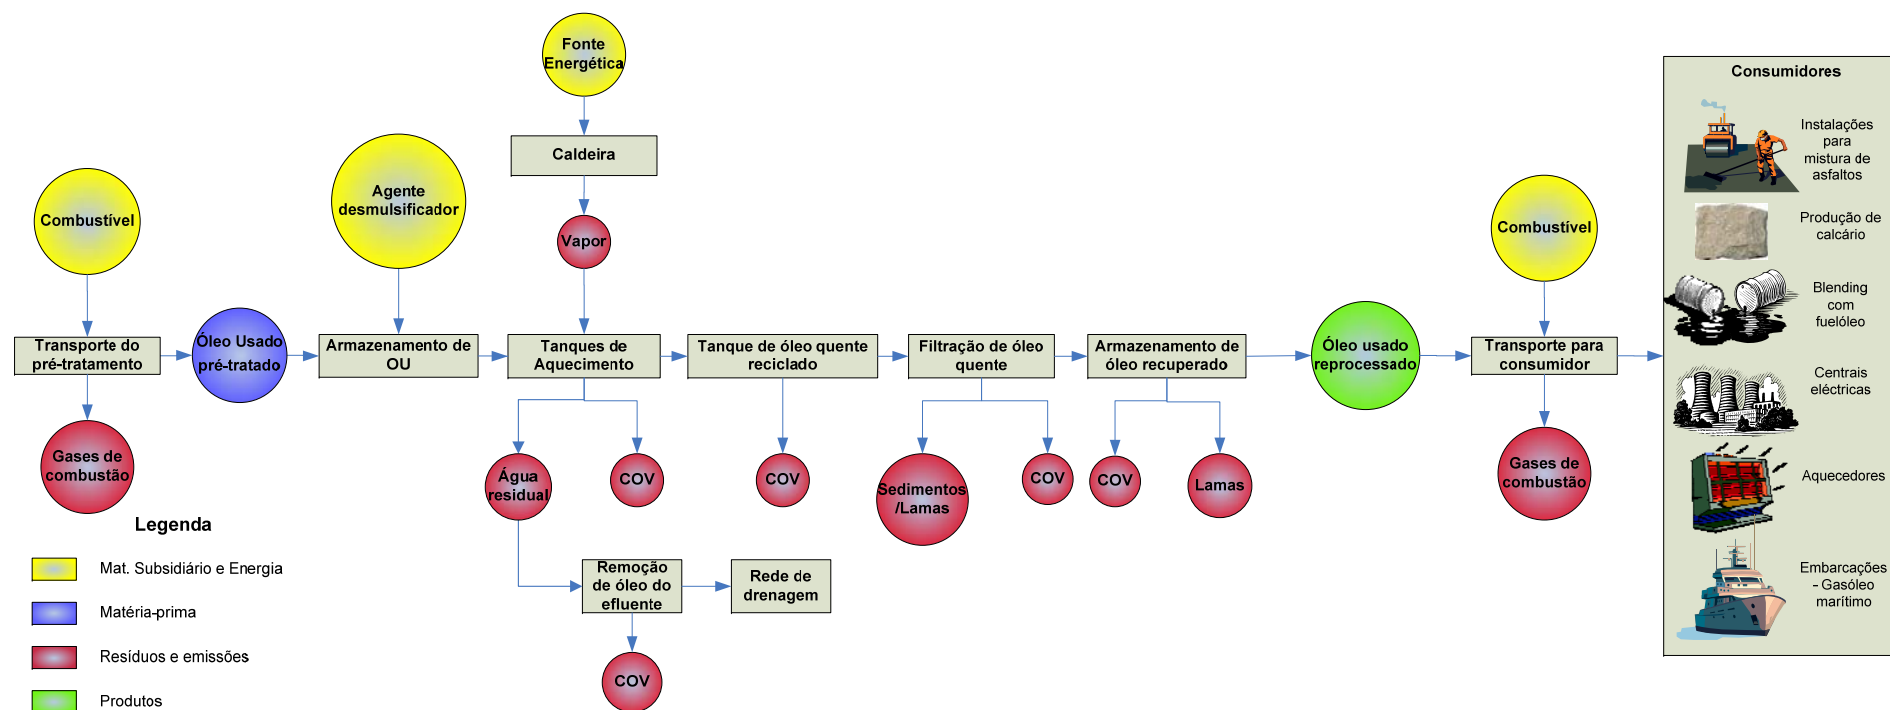 Fonte
Energética
Caldeira
Vapor
Agente
desmulsificador
Combustível
Transporte do
pré-tratamento
Óleo Usado
pré-tratado
Armazenamento de
OU
Tanques de
Aquecimento
Tanque de óleo quente
reciclado
Filtração de óleo
quente
Armazenamento de
óleo recuperado
Óleo usado
reprocessado
Combustível
Transporte para
consumidor
Gases de
combustão
Água
residual
COV
COV
Sedimentos
/Lamas
COV
COV
Lamas
Gases de
combustão
Remoção
de óleo do
efluente
Rede de
drenagem
COV
Legenda
Mat. Subsidiário e Energia
Matéria-prima
Resíduos e emissões
Produtos
Consumidores
Instalações
para
mistura de
asfaltos
Produção de
calcário
Blending
com
fuelóleo
Centrais
eléctricas
Aquecedores
Embarcações
- Gasóleo
marítimo